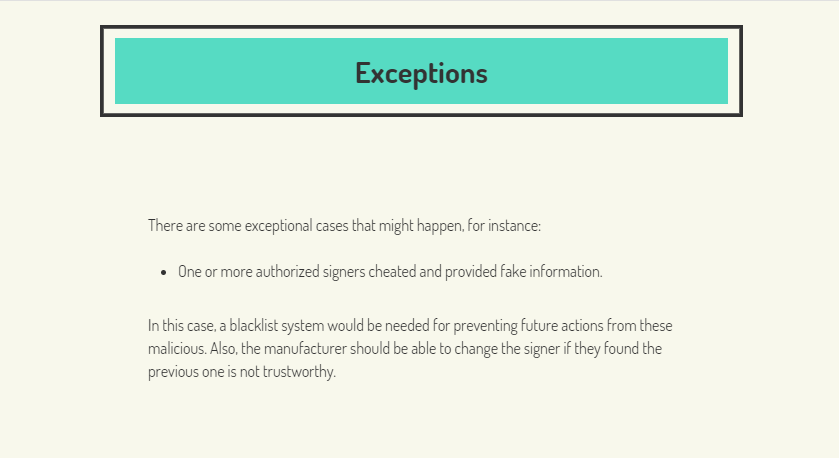 Exceptions
There are some exceptional cases that might happen, for instance:
• One or more authorized signers cheated and provided fake information.
In this case, a blacklist system would be needed for preventing future actions from these
malicious. Also, the manufacturer should be able to change the signer if they found the
previous one is not trustworthy.